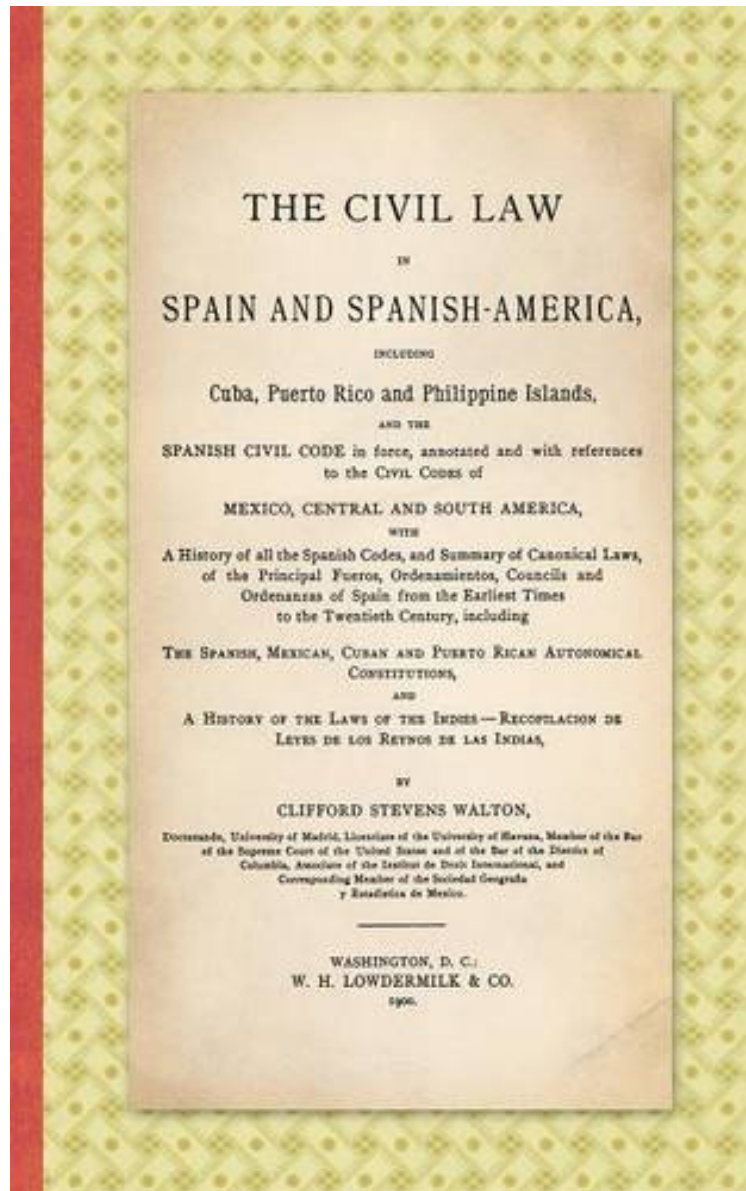 THE CIVIL LAW
IN
SPAIN AND SPANISH-AMERICA,
INCLUDING
Cuba, Puerto Rico and Philippine Islands,
AND THE
SPANISH CIVIL CODE in force, annotated and with references
to the CIVIL CODES of
MEXICO, CENTRAL AND SOUTH AMERICA,
WITH
A History of all the Spanish Codes, and Summary of Canonical Laws,
of the Principal Fueros, Ordenamientos, Councils and
Ordenanzas of Spain from the Earliest Times
to the Twentieth Century, including
THE SPANISH, MEXICAN, CUBAN AND PUERTO RICAN AUTONOMICAL
CONSTITUTIONS,
AND
A HISTORY OF THE LAWS OF THE INDIES—RECOPILACION DE
LEYES DE LOS REYNOS DE LAS INDIAS,
BY
CLIFFORD STEVENS WALTON,
Doctorando, University of Madrid, Licentiate of the University of Havana, Member of the Bar
of the Supreme Court of the United States and of the Bar of the District of
Columbia, Associate of the Institut de Droit International, and
Corresponding Member of the Sociedad Geografia
y Estadistica de Mexico.
WASHINGTON, D. C.:
W. H. LOWDERMILK & CO.
1900.